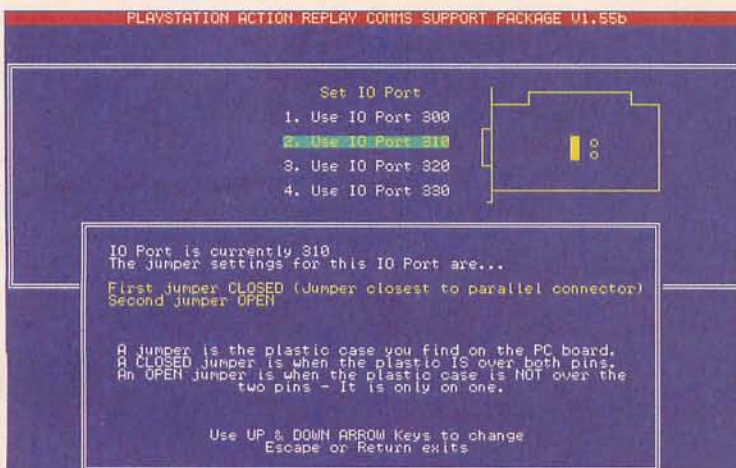 PLAYSTATION ACTION REPLAY COMMS SUPPORT PACKAGE V1.55b
Set IO Port
1. Use IO Port 300
2. Use IO Port 310
3. Use IO Port 320
4. Use IO Port 330
IO Port is currently 310
The jumper settings for this IO Port are...
First jumper CLOSED (Jumper closest to parallel connector)
Second jumper OPEN
A jumper is the plastic case you find on the PC board.
A CLOSED jumper is when the plastic IS over both pins.
An OPEN jumper is when the plastic case is NOT over the
two pins - It is only on one.
Use UP & DOWN ARROW Keys to change
Escape or Return exits